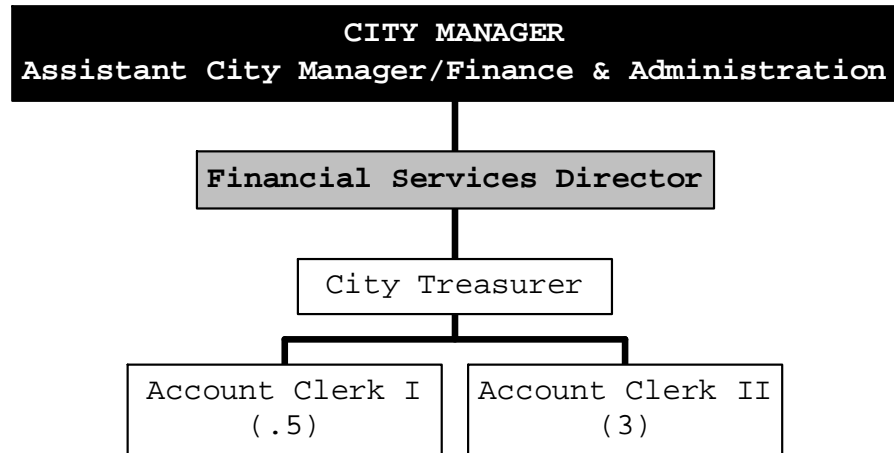 CITY MANAGER
Assistant City Manager/Finance & Administration
Financial Services Director
City Treasurer
Account Clerk I
(.5)
Account Clerk II
(3)